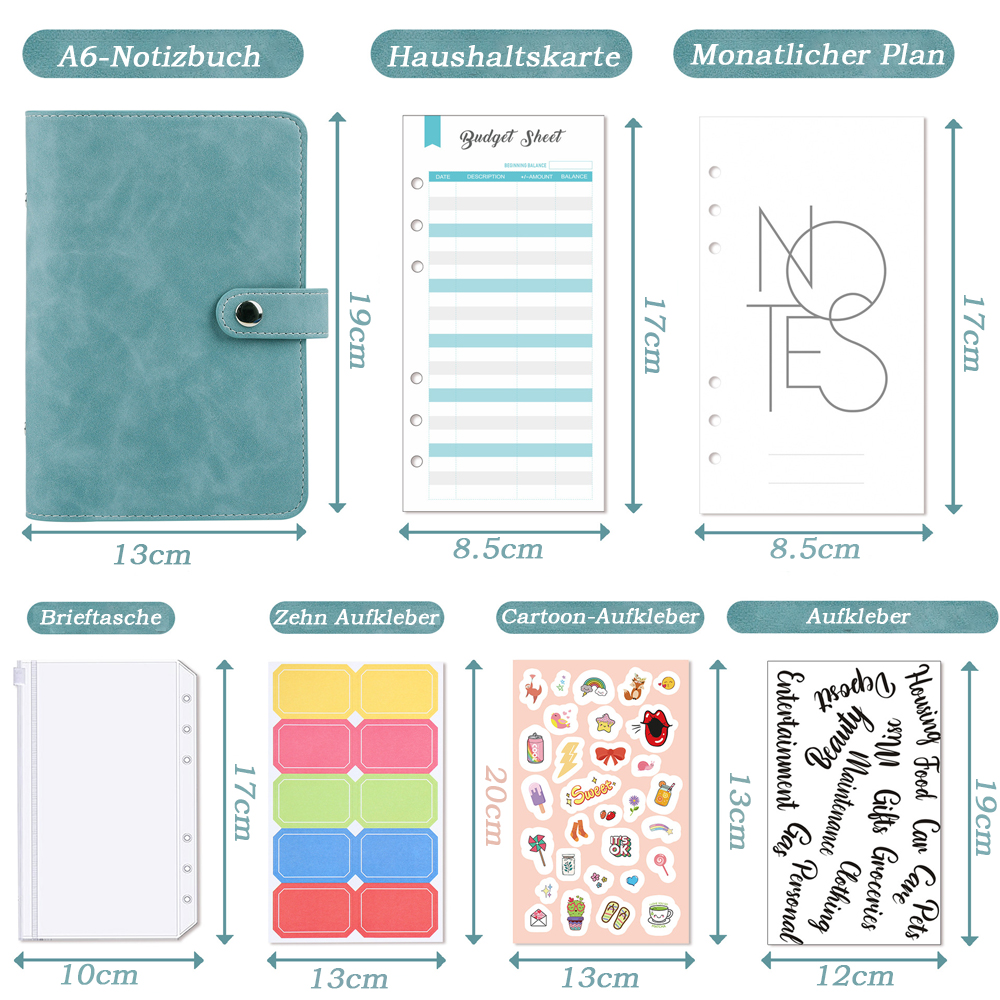 A6-Notizbuch
Haushaltskarte
Monatlicher Plan
Budget Sheet
BEGINNING BALANCE
DATE DESCRIPTION +/-AMOUNT BALANCE
NOTES
19cm
17cm
17cm
13cm
8.5cm
8.5cm
Brieftasche
Zehn Aufkleber
Cartoon-Aufkleber
Aufkleber
17cm
20cm
13cm
19cm
Sweet
IT'S
OK
Housing Food Car Care Pets
Deposit
Misc Gifts Groceries
Beauty Maintenance Clothing
Entertainment Gas Personal
10cm
13cm
13cm
12cm